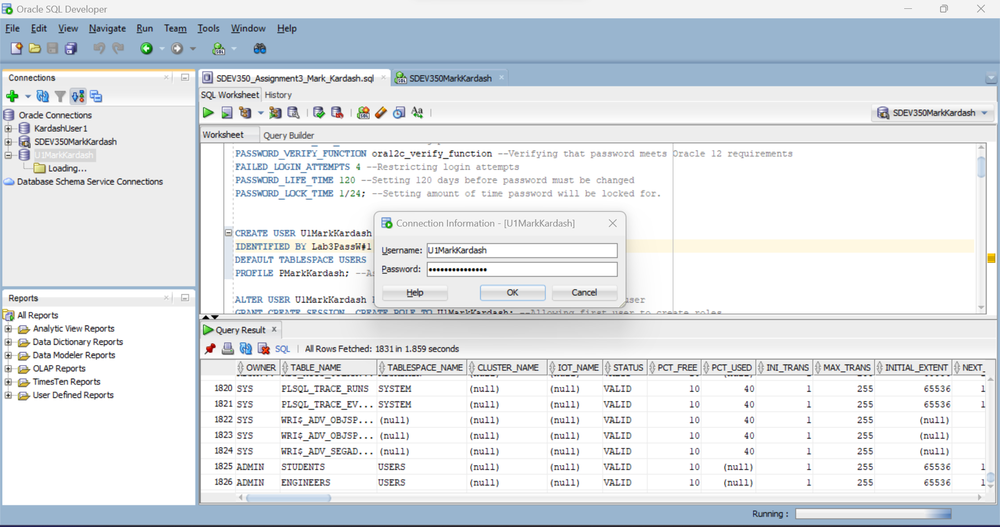 Oracle SQL Developer
File Edit View Navigate Run Team Tools Window Help
Connections
Oracle Connections
KardashUser1
SDEV350MarkKardash
U1MarkKardash
Loading...
Database Schema Service Connections
Reports
All Reports
Analytic View Reports
Data Dictionary Reports
Data Modeler Reports
OLAP Reports
TimesTen Reports
User Defined Reports
SDEV350_Assignment3_Mark_Kardash.sql
SDEV350MarkKardash
SQL Worksheet History
SDEV350MarkKardash
Worksheet Query Builder
PASSWORD_VERIFY_FUNCTION ora12c_verify_function --Verifying that password meets Oracle 12 requirements
FAILED_LOGIN_ATTEMPTS 4 --Restricting login attempts
PASSWORD_LIFE_TIME 120 --Setting 120 days before password must be changed
PASSWORD_LOCK_TIME 1/24; --Setting amount of time password will be locked for.
CREATE USER U1MarkKardash
IDENTIFIED BY Lab3PassW#1
DEFAULT TABLESPACE USERS
PROFILE PMarkKardash; --As
ALTER USER U1MarkKardash
user
GRANT CREATE SESSION, CREATE ROLE TO U1MarkKardash; --Allowing first user to create roles
Connection Information - [U1MarkKardash]
Username: U1MarkKardash
Password: •••••••••••••••
Help OK Cancel
Query Result
SQL | All Rows Fetched: 1831 in 1.859 seconds
OWNER TABLE_NAME TABLESPACE_NAME CLUSTER_NAME IOT_NAME STATUS PCT_FREE PCT_USED INI_TRANS MAX_TRANS INITIAL_EXTENT NEXT_
1820 SYS PLSQL_TRACE_RUNS SYSTEM (null) (null) VALID 10 40 1 255 65536 1
1821 SYS PLSQL_TRACE_EV... SYSTEM (null) (null) VALID 10 40 1 255 65536 1
1822 SYS WRI$_ADV_OBJSP... (null) (null) (null) VALID 10 40 1 255 (null)
1823 SYS WRI$_ADV_OBJSP... (null) (null) (null) VALID 10 40 1 255 (null)
1824 SYS WRI$_ADV_SEGAD... (null) (null) (null) VALID 10 40 1 255 (null)
1825 ADMIN STUDENTS USERS (null) (null) VALID 10 (null) 1 255 65536 1
1826 ADMIN ENGINEERS USERS (null) (null) VALID 10 (null) 1 255 65536 1
Running :